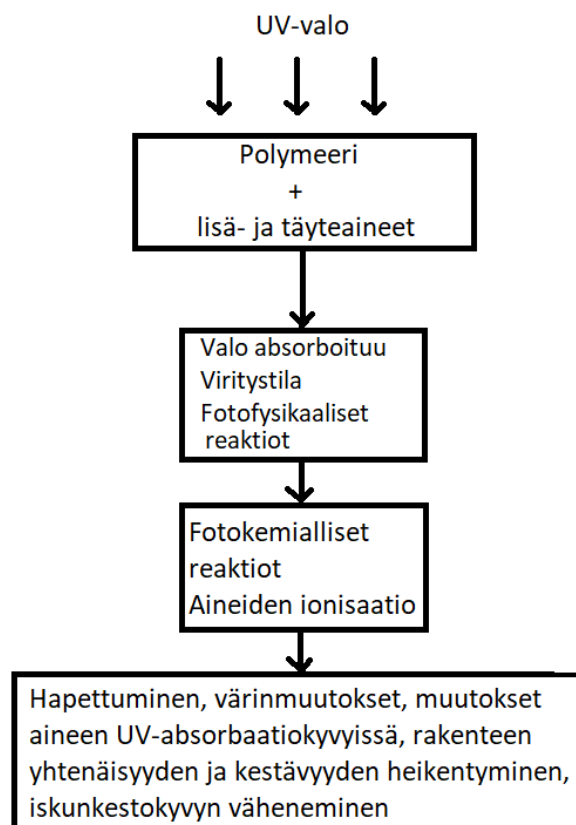 UV-valo
Polymeeri
+
lisä- ja täyteaineet
Valo absorboituu
Viritystila
Fotofysikaaliset
reaktiot
Fotokemialliset
reaktiot
Aineiden ionisaatio
Hapettuminen, värinmuutokset, muutokset
aineen UV-absorbaatiokyvyissä, rakenteen
yhtenäisyyden ja kestävyyden heikentyminen,
iskunkestokyvyn väheneminen